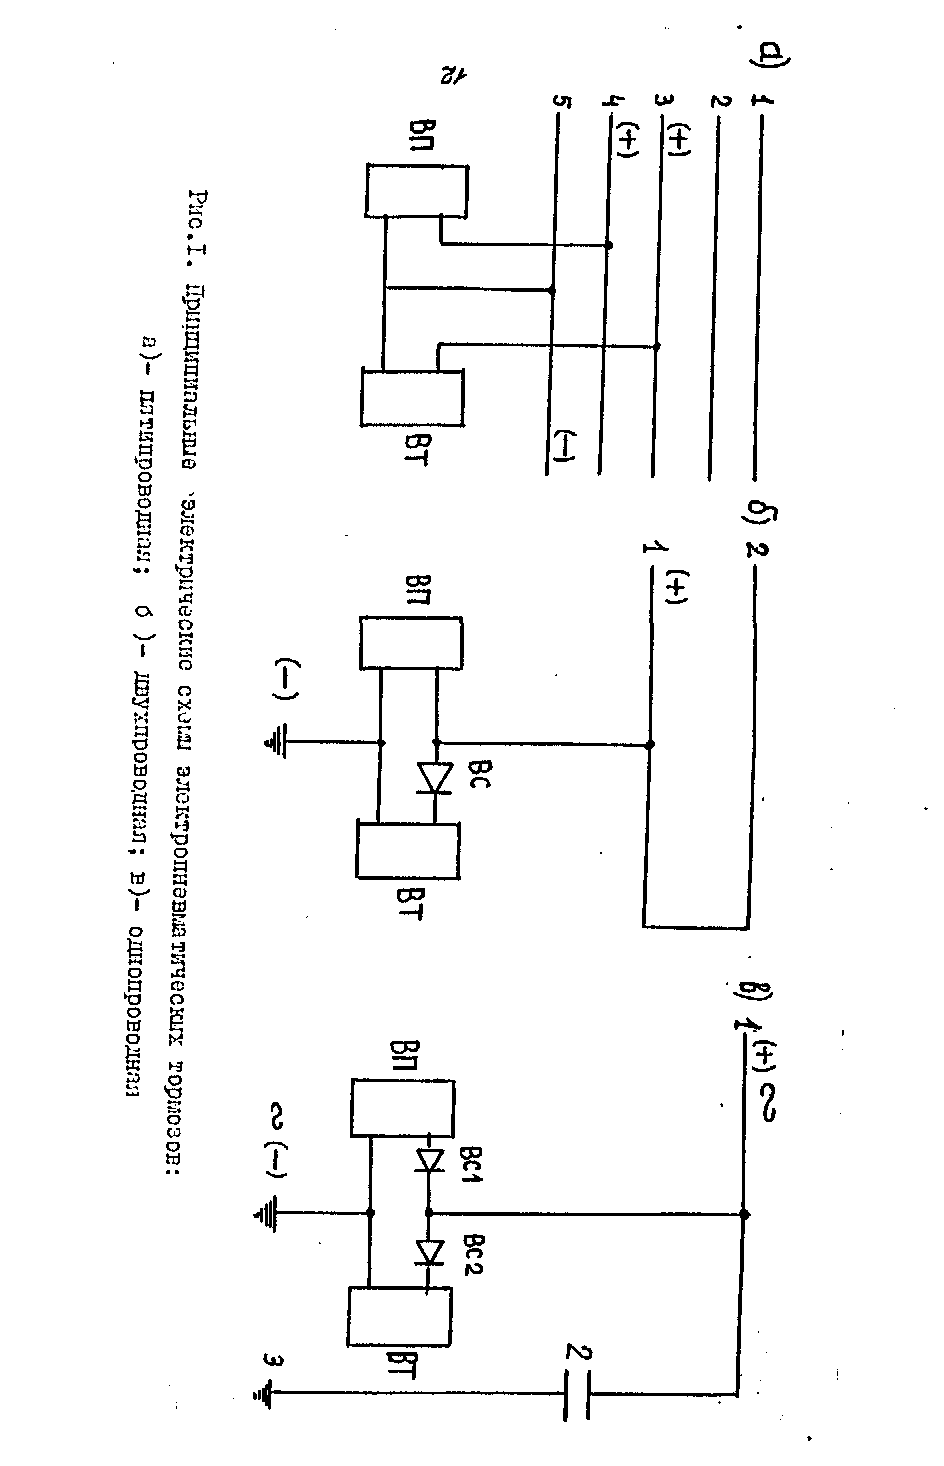 а)
1
2
3 (+)
4 (+)
5
(−)
ВП
ВТ
б)
2
1 (+)
ВП
ВС
ВТ
(−)
в)
1 (+) ~
ВП
ВС1
ВС2
ВТ
2
~ (−)
3
Рис.I. Принципиальные электрические схемы электропневматических тормозов:
а)- пятипроводная; б )- двухпроводная; в)- однопроводная
12